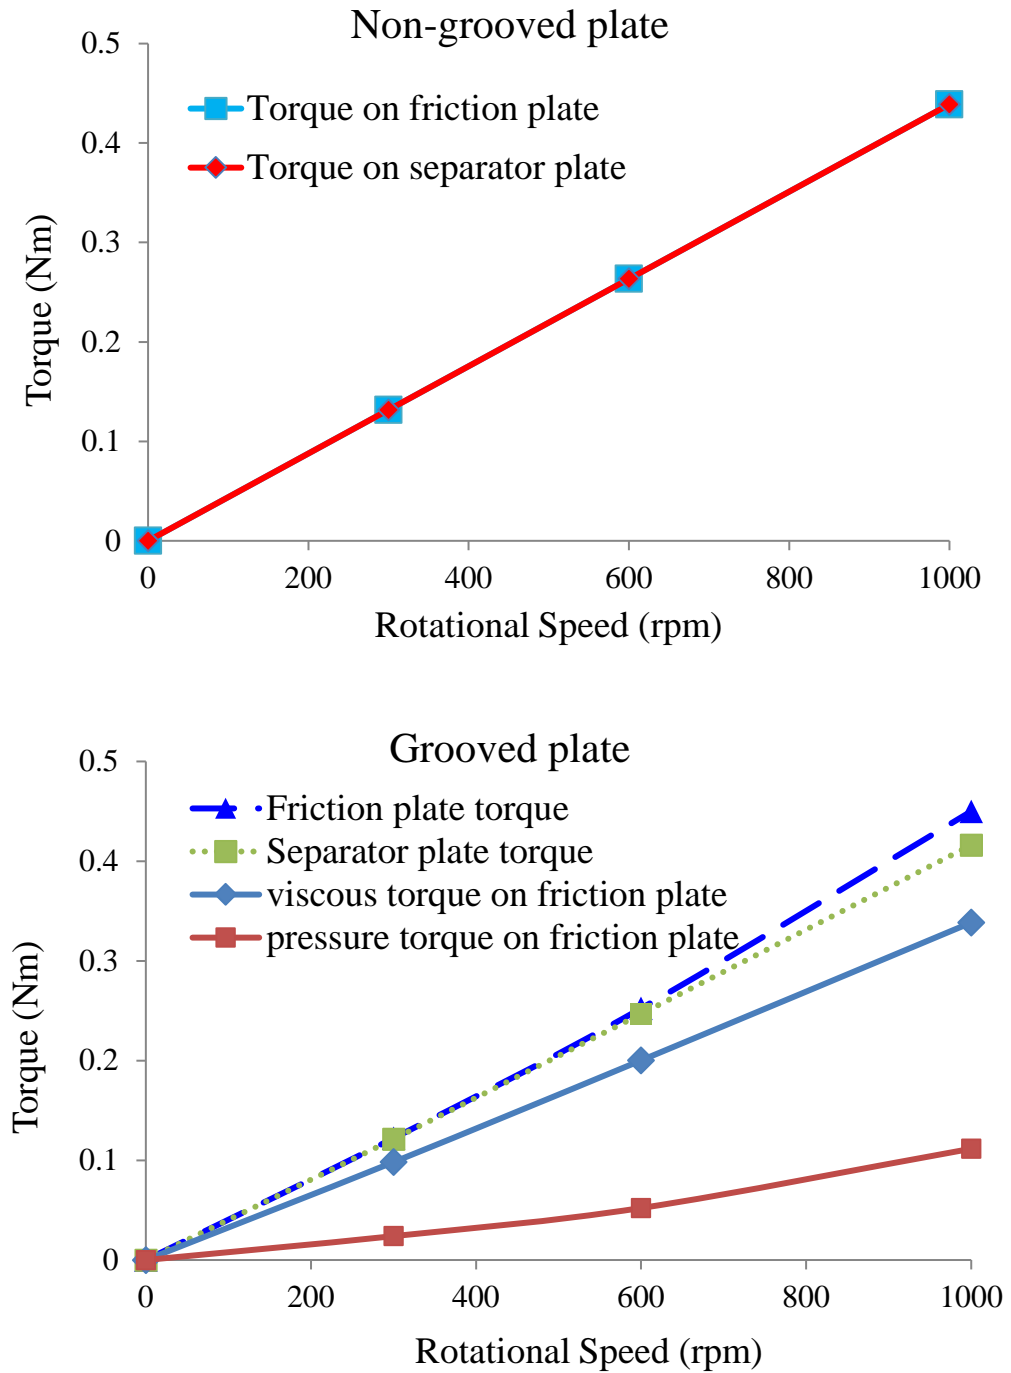 Non-grooved plate
0.5
Torque on friction plate
0.4
Torque on separator plate
0.3
Torque (Nm)
0.2
0.1
0
0 200 400 600 800 1000
Rotational Speed (rpm)
Grooved plate
0.5
Friction plate torque
Separator plate torque
0.4
viscous torque on friction plate
pressure torque on friction plate
0.3
Torque (Nm)
0.2
0.1
0
0 200 400 600 800 1000
Rotational Speed (rpm)